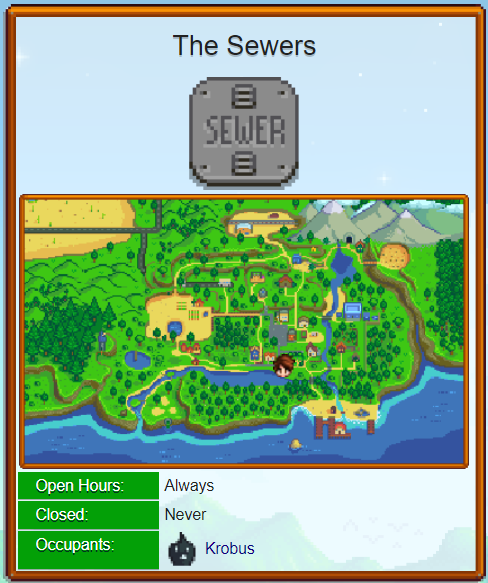 The Sewers
SEWER
Open Hours: Always
Closed: Never
Occupants: Krobus